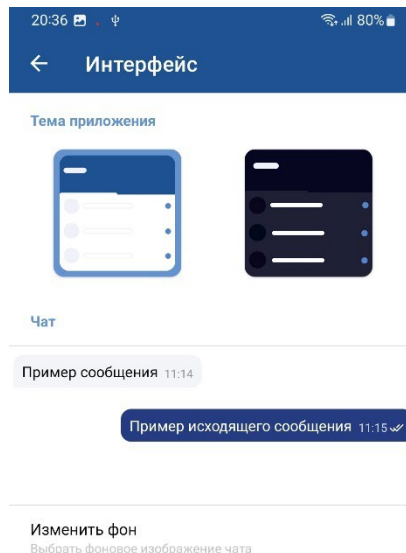 20:36 80%
Интерфейс
Тема приложения
Чат
Пример сообщения 11:14
Пример исходящего сообщения 11:15
Изменить фон
Выбрать фоновое изображение чата